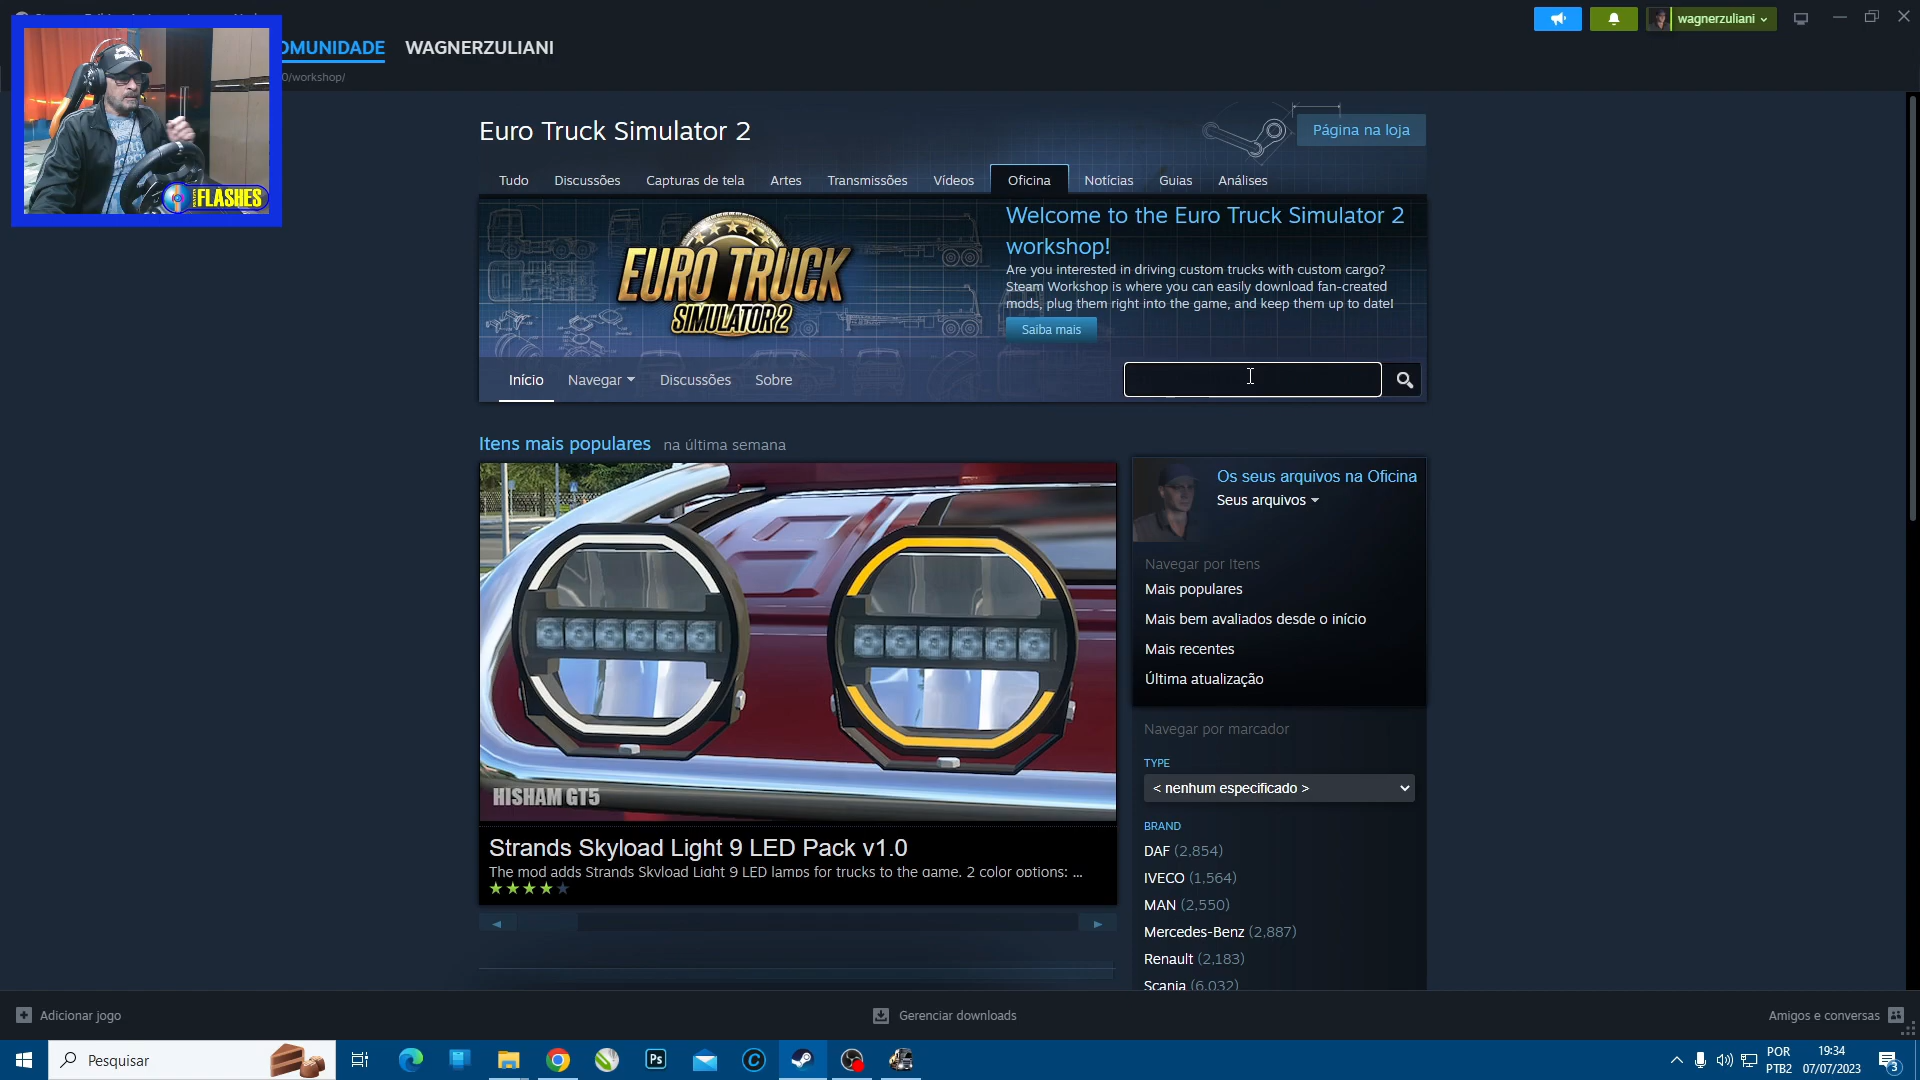 OMUNIDADE WAGNERZULIANI
wagnerzuliani
0/workshop/
FLASHES
Euro Truck Simulator 2
Página na loja
Tudo Discussões Capturas de tela Artes Transmissões Vídeos Oficina Notícias Guias Análises
EURO TRUCK
SIMULATOR 2
Welcome to the Euro Truck Simulator 2
workshop!
Are you interested in driving custom trucks with custom cargo?
Steam Workshop is where you can easily download fan-created
mods, plug them right into the game, and keep them up to date!
Saiba mais
Início Navegar Discussões Sobre
Itens mais populares na última semana
HISHAM GT5
Strands Skyload Light 9 LED Pack v1.0
The mod adds Strands Skyload Light 9 LED lamps for trucks to the game. 2 color options: ...
Os seus arquivos na Oficina
Seus arquivos
Navegar por Itens
Mais populares
Mais bem avaliados desde o início
Mais recentes
Última atualização
Navegar por marcador
TYPE
< nenhum especificado >
BRAND
DAF (2,854)
IVECO (1,564)
MAN (2,550)
Mercedes-Benz (2,887)
Renault (2,183)
Scania (6,032)
Adicionar jogo
Gerenciar downloads
Amigos e conversas
Pesquisar
Ps
POR
PTB2
19:34
07/07/2023
3